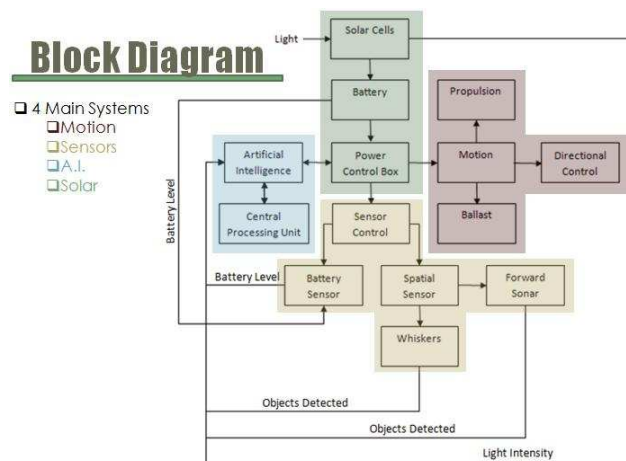 Block Diagram
❑ 4 Main Systems
❑Motion
❑Sensors
❑A.I.
❑Solar
Light
Solar Cells
Battery
Propulsion
Artificial
Intelligence
Power
Control Box
Motion
Directional
Control
Battery Level
Central
Processing Unit
Sensor
Control
Ballast
Battery Level
Battery
Sensor
Spatial
Sensor
Forward
Sonar
Whiskers
Objects Detected
Objects Detected
Light Intensity